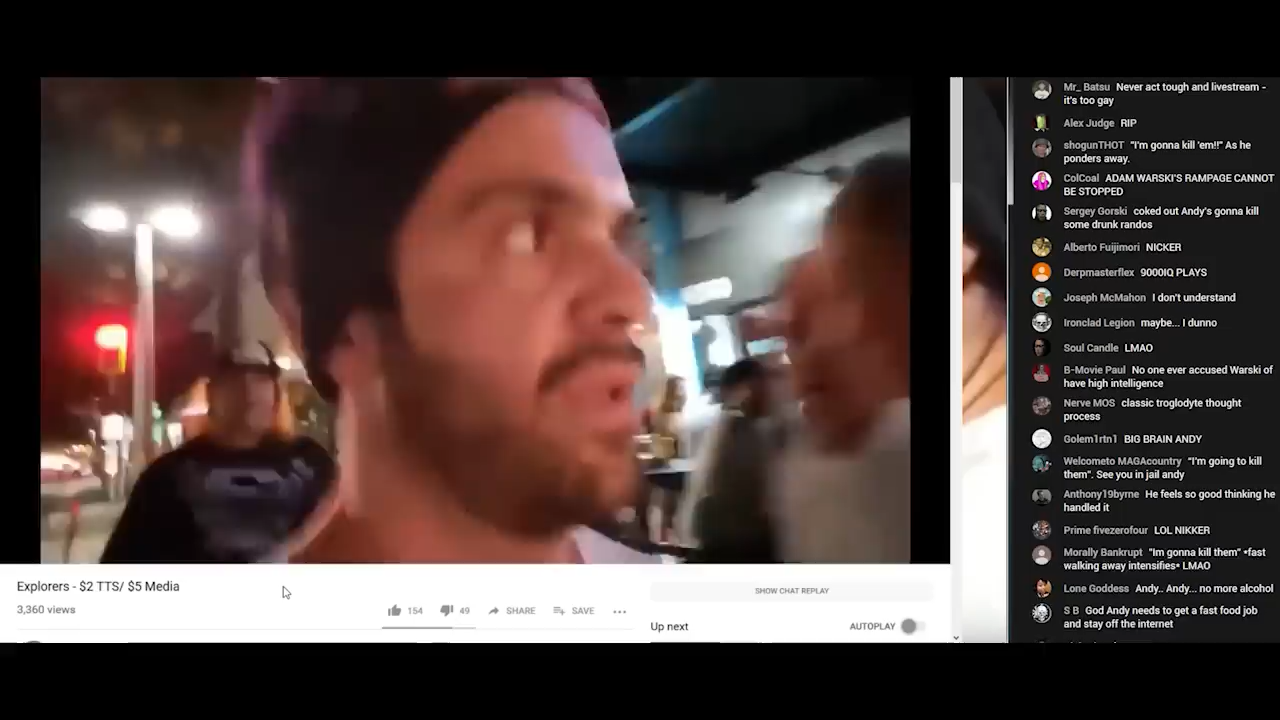 Mr_ Batsu Never act tough and livestream -
it's too gay
Alex Judge RIP
shogunTHOT "I'm gonna kill 'em!!" As he
ponders away.
ColCoal ADAM WARSKI'S RAMPAGE CANNOT
BE STOPPED
Sergey Gorski coked out Andy's gonna kill
some drunk randos
Alberto Fuijimori NICKER
Derpmasterflex 9000IQ PLAYS
Joseph McMahon I don't understand
Ironclad Legion maybe... I dunno
Soul Candle LMAO
B-Movie Paul No one ever accused Warski of
have high intelligence
Nerve MOS classic troglodyte thought
process
Golem1rtn1 BIG BRAIN ANDY
Welcometo MAGAcountry "I'm going to kill
them". See you in jail andy
Anthony19byrne He feels so good thinking he
handled it
Prime fivezerofour LOL NIKKER
Morally Bankrupt "Im gonna kill them" *fast
walking away intensifies* LMAO
Lone Goddess Andy.. Andy... no more alcohol
S B God Andy needs to get a fast food job
and stay off the internet
Explorers - $2 TTS/ $5 Media
3,360 views
154
49
SHARE
SAVE
SHOW CHAT REPLAY
Up next
AUTOPLAY